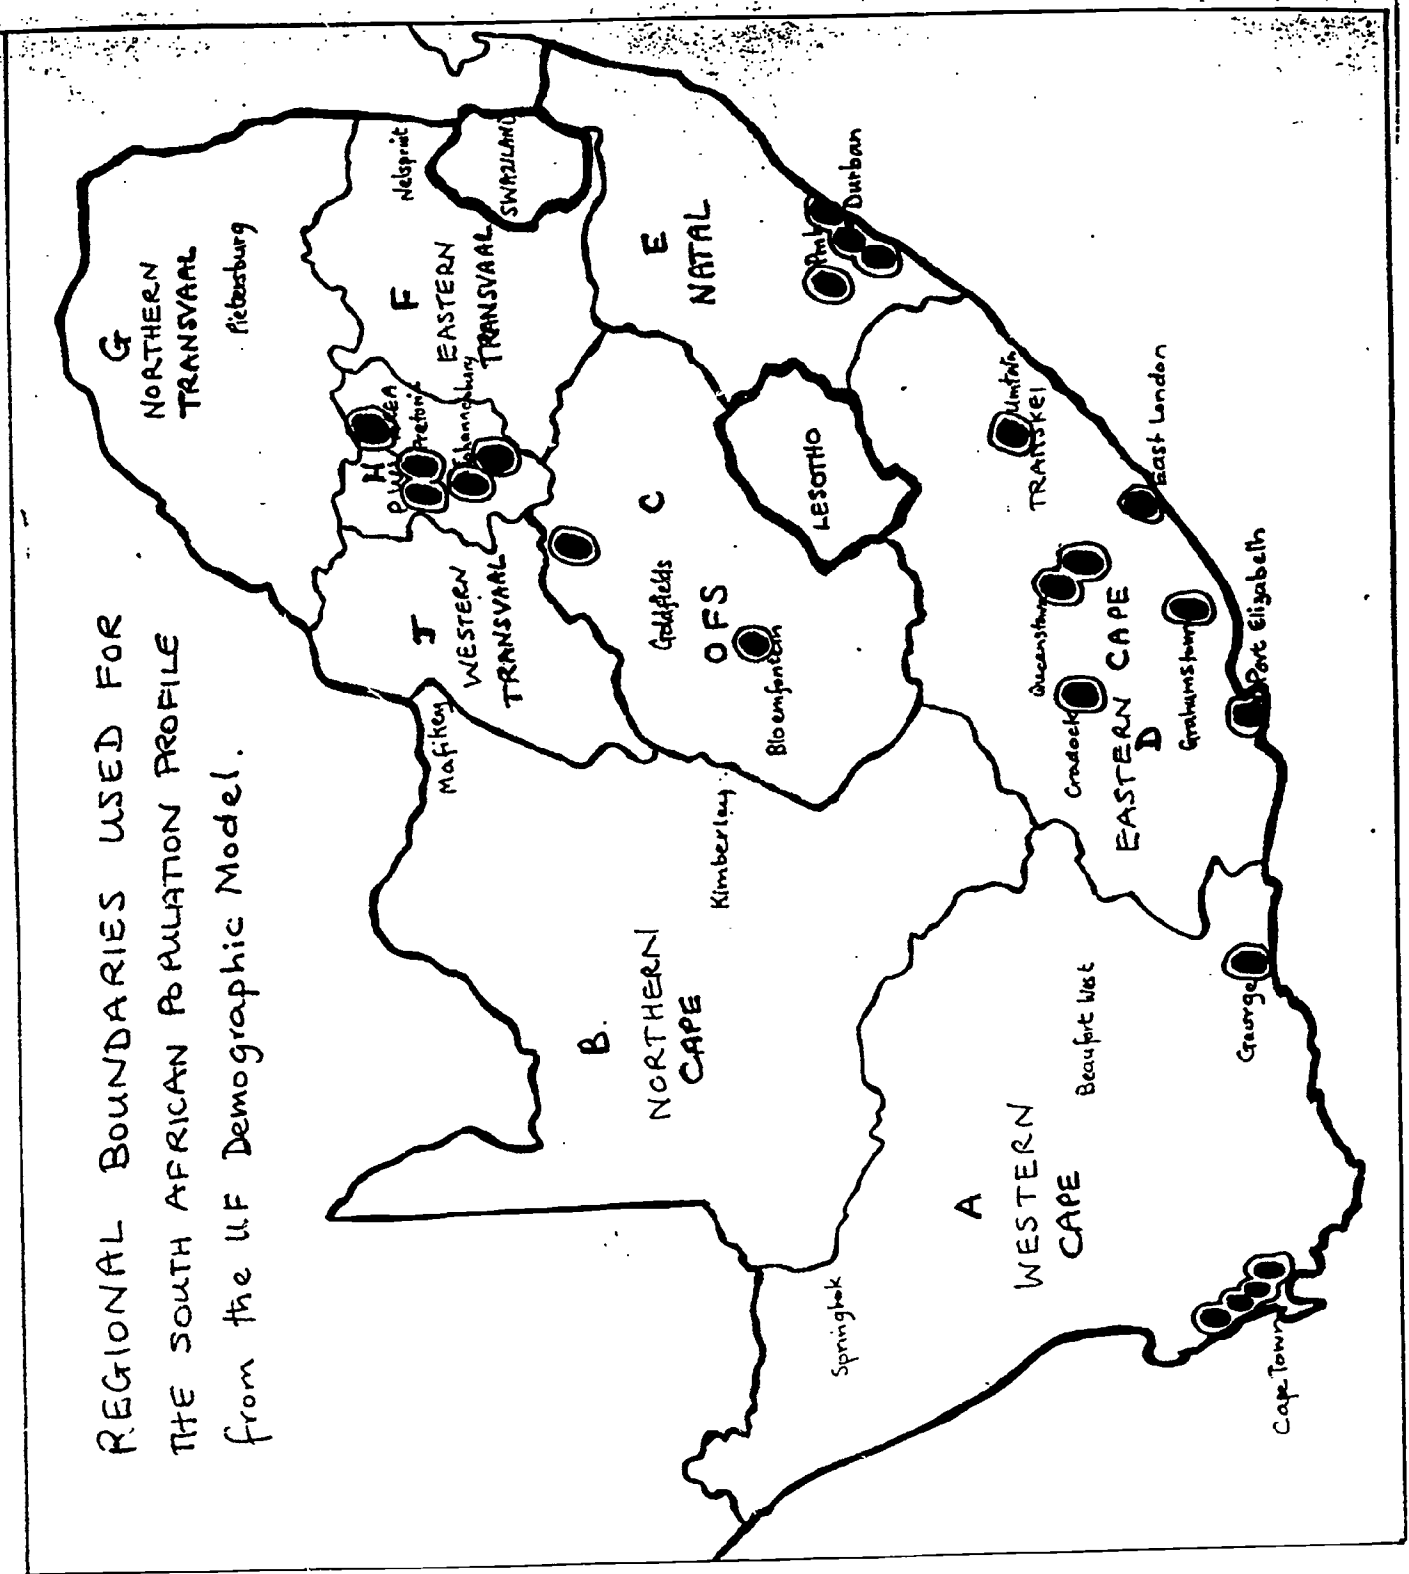 REGIONAL BOUNDARIES USED FOR
THE SOUTH AFRICAN POPULATION PROFILE
from the UF Demographic Model.
G
NORTHERN
TRANSVAAL
Pietersburg
Nelspruit
SWAZILAND
F
EASTERN
TRANSVAAL
H
Pretoria
Johannesburg
J
WESTERN
TRANSVAAL
Mafikeng
E
NATAL
Pmb
Durban
C
Goldfields
OFS
Bloemfontein
LESOTHO
Kimberley
B.
NORTHERN
CAPE
Umtata
TRANSKEI
East London
Queenstown
Cradock
EASTERN CAPE
D
Grahamstown
Port Elizabeth
Springbok
A
WESTERN
CAPE
Beaufort West
George
Cape Town